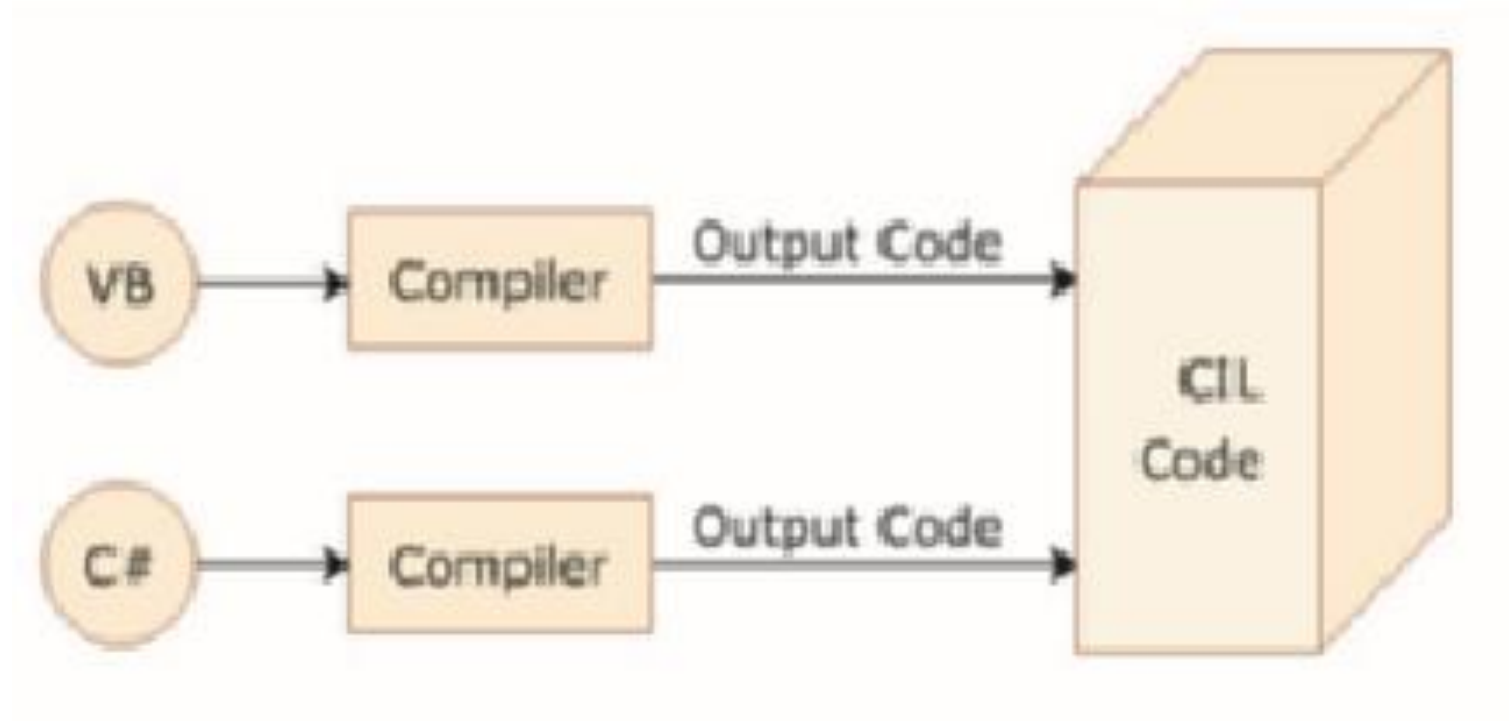 VB
Compiler
Output Code
C#
Compiler
Output Code
CIL
Code